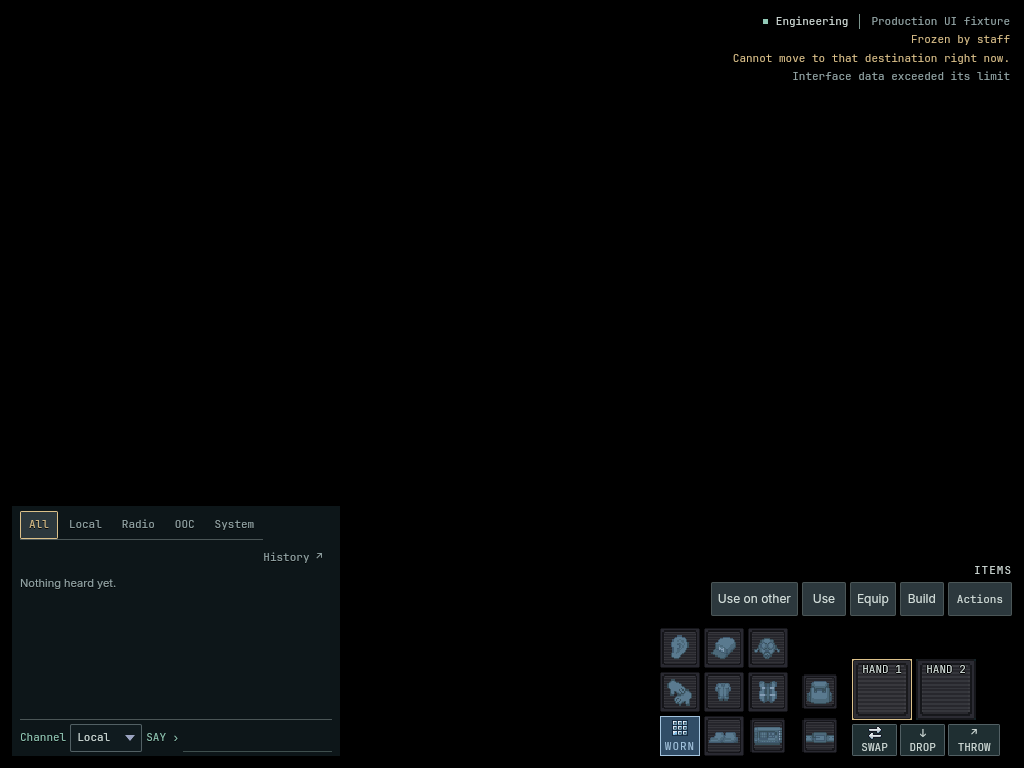 Engineering | Production UI fixture
Frozen by staff
Cannot move to that destination right now.
Interface data exceeded its limit
All Local Radio OOC System
History ↗
Nothing heard yet.
Channel Local SAY ›
ITEMS
Use on other Use Equip Build Actions
HAND 1 HAND 2
WORN
SWAP DROP THROW